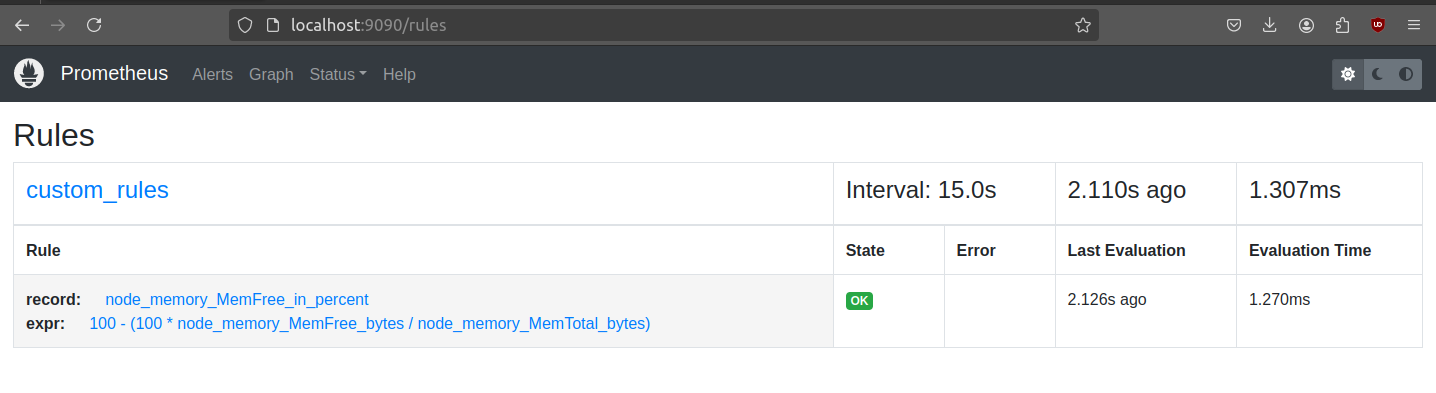 localhost:9090/rules
Prometheus Alerts Graph Status Help
Rules
custom_rules Interval: 15.0s 2.110s ago 1.307ms
Rule State Error Last Evaluation Evaluation Time
record: node_memory_MemFree_in_percent OK 2.126s ago 1.270ms
expr: 100 - (100 * node_memory_MemFree_bytes / node_memory_MemTotal_bytes)